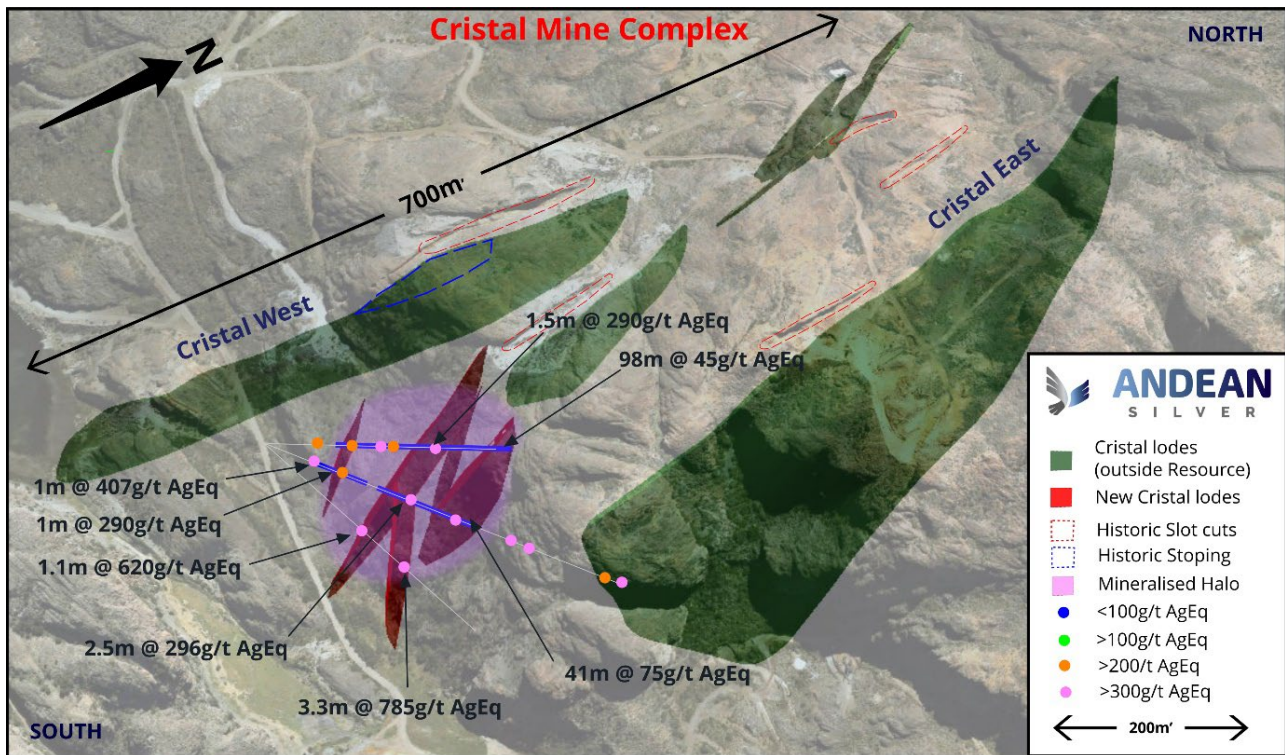 Cristal Mine Complex
NORTH
N
700m'
Cristal East
Cristal West
1.5m @ 290g/t AgEq
98m @ 45g/t AgEq
1m @ 407g/t AgEq
1m @ 290g/t AgEq
1.1m @ 620g/t AgEq
2.5m @ 296g/t AgEq
41m @ 75g/t AgEq
3.3m @ 785g/t AgEq
SOUTH
ANDEAN
SILVER
Cristal lodes
(outside Resource)
New Cristal lodes
Historic Slot cuts
Historic Stoping
Mineralised Halo
<100g/t AgEq
>100g/t AgEq
>200/t AgEq
>300g/t AgEq
200m'